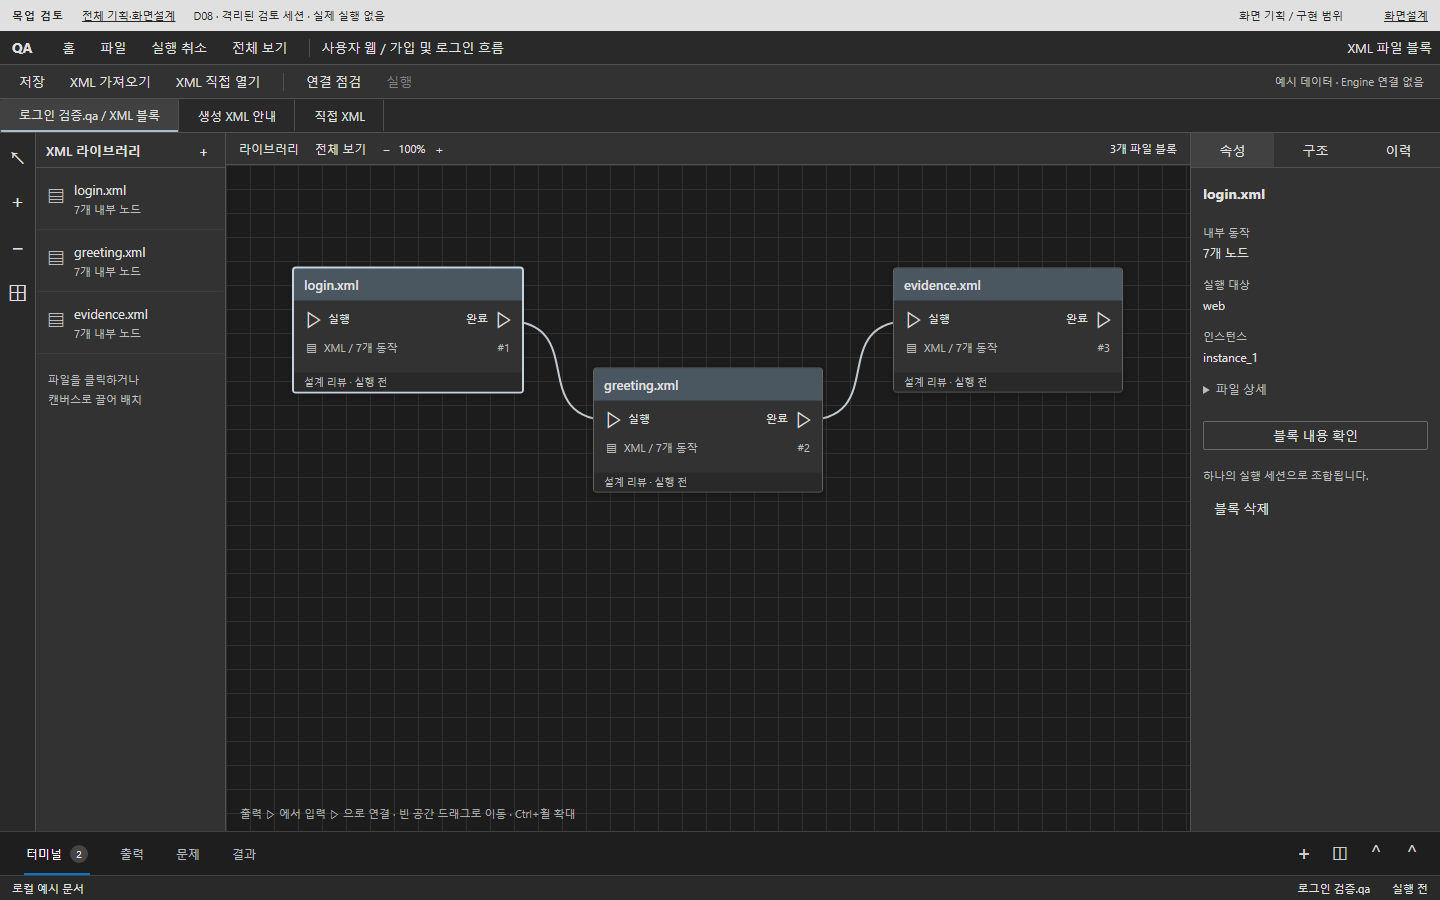 목업 검토 전체 기획·화면설계 D08 · 격리된 검토 세션 · 실제 실행 없음 화면 기획 / 구현 범위 화면설계
QA 홈 파일 실행 취소 전체 보기 사용자 웹 / 가입 및 로그인 흐름 XML 파일 블록
저장 XML 가져오기 XML 직접 열기 연결 점검 실행 예시 데이터 · Engine 연결 없음
로그인 검증.qa / XML 블록 생성 XML 안내 직접 XML
XML 라이브러리 +
login.xml
7개 내부 노드
greeting.xml
7개 내부 노드
evidence.xml
7개 내부 노드
파일을 클릭하거나
캔버스로 끌어 배치
라이브러리 전체 보기 − 100% + 3개 파일 블록
login.xml
실행 완료
XML / 7개 동작 #1
설계 리뷰 · 실행 전
greeting.xml
실행 완료
XML / 7개 동작 #2
설계 리뷰 · 실행 전
evidence.xml
실행 완료
XML / 7개 동작 #3
설계 리뷰 · 실행 전
출력 ▷ 에서 입력 ▷ 으로 연결 · 빈 공간 드래그로 이동 · Ctrl+휠 확대
속성 구조 이력
login.xml
내부 동작
7개 노드
실행 대상
web
인스턴스
instance_1
▶ 파일 상세
블록 내용 확인
하나의 실행 세션으로 조합됩니다.
블록 삭제
터미널 2 출력 문제 결과
로컬 예시 문서 로그인 검증.qa 실행 전